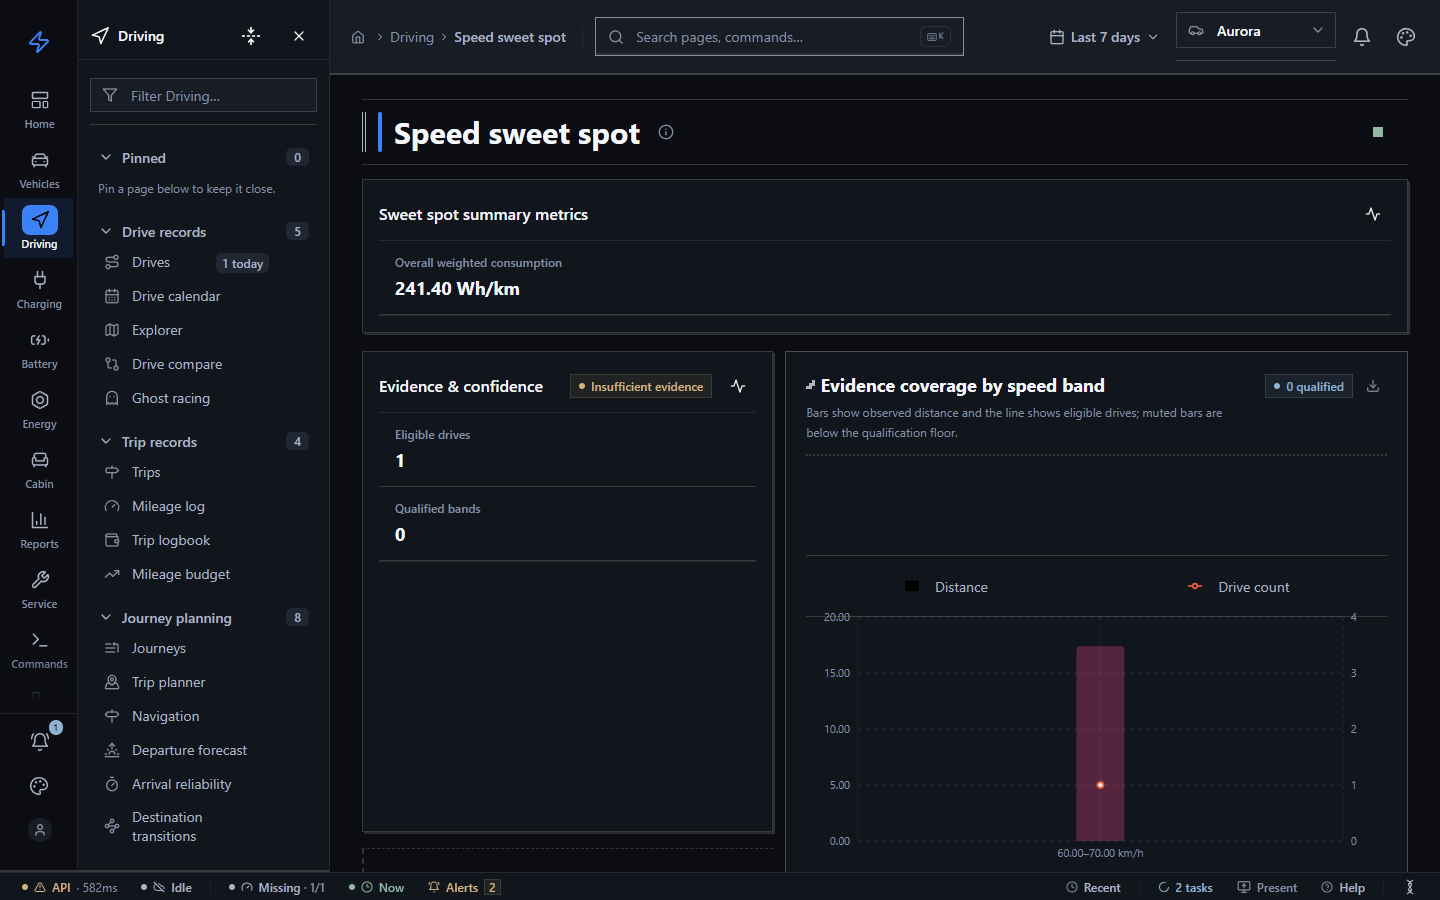 Home
Vehicles
Driving
Charging
Battery
Energy
Cabin
Reports
Service
Commands
1
Driving
Filter Driving...
Pinned
0
Pin a page below to keep it close.
Drive records
5
Drives
1 today
Drive calendar
Explorer
Drive compare
Ghost racing
Trip records
4
Trips
Mileage log
Trip logbook
Mileage budget
Journey planning
8
Journeys
Trip planner
Navigation
Departure forecast
Arrival reliability
Destination
transitions
Driving
Speed sweet spot
Search pages, commands...
K
Last 7 days
Aurora
Speed sweet spot
Sweet spot summary metrics
Overall weighted consumption
241.40 Wh/km
Evidence & confidence
Insufficient evidence
Eligible drives
1
Qualified bands
0
Evidence coverage by speed band
0 qualified
Bars show observed distance and the line shows eligible drives; muted bars are
below the qualification floor.
Distance
Drive count
20.00
4
15.00
3
10.00
2
5.00
1
0.00
0
60.00–70.00 km/h
API · 582ms
Idle
Missing · 1/1
Now
Alerts 2
Recent
2 tasks
Present
Help